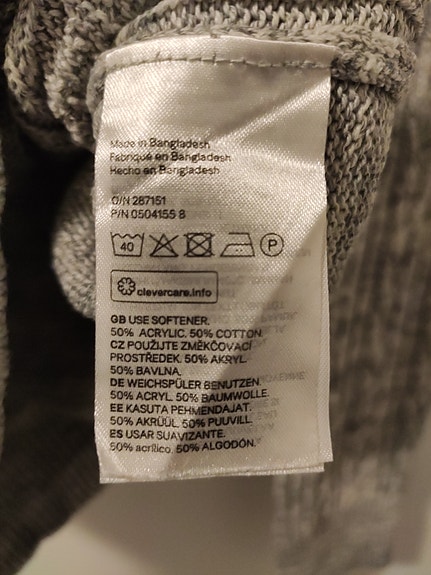 Made in Bangladesh
Fabriqué en Bangladesh
Hecho en Bangladesh
O/N 287151
P/N 0504155 8
40
P
clevercare.info
GB USE SOFTENER.
50% ACRYLIC. 50% COTTON.
CZ POUŽIJTE ZMĚKČOVACÍ
PROSTŘEDEK. 50% AKRYL.
50% BAVLNA.
DE WEICHSPÜLER BENUTZEN.
50% ACRYL. 50% BAUMWOLLE.
EE KASUTA PEHMENDAJAT.
50% AKRÜÜL. 50% PUUVILL.
ES USAR SUAVIZANTE.
50% acrílico. 50% ALGODÓN.